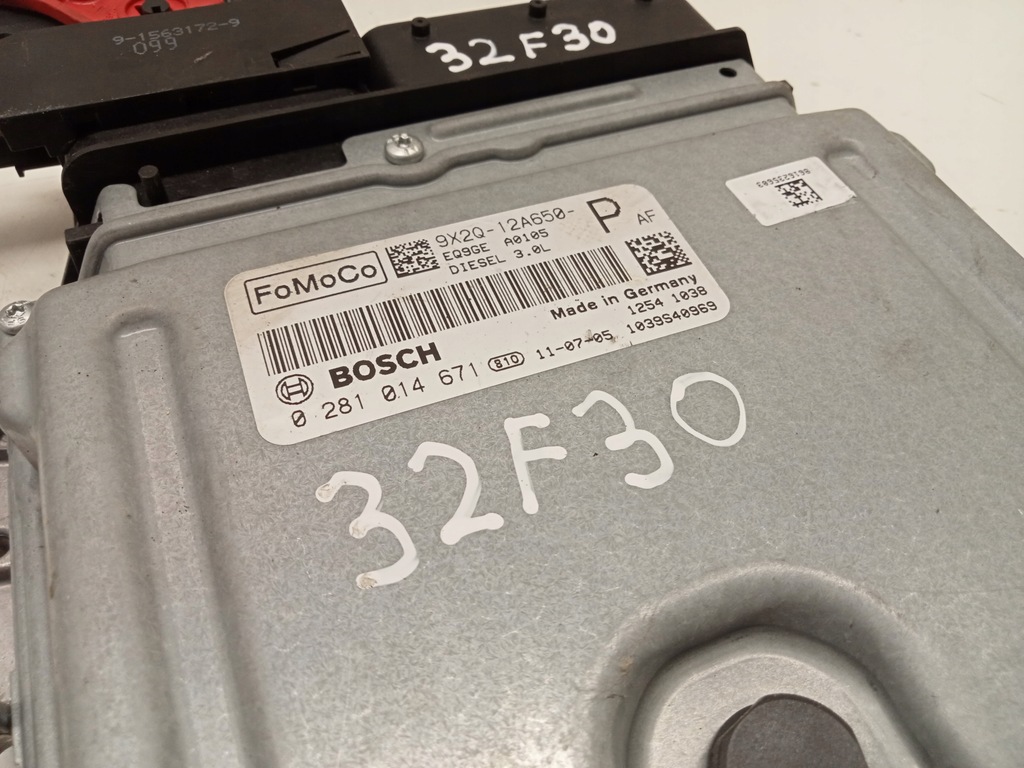 9-1563172-9
099
32F30
8616235603
FoMoCo
9X2Q-12A650- P AF
EQ9GE A0105
DIESEL 3.0L
Made in Germany
1254 1038
BOSCH
0 281 014 671 810 11-07-05 1039S40969
32F30